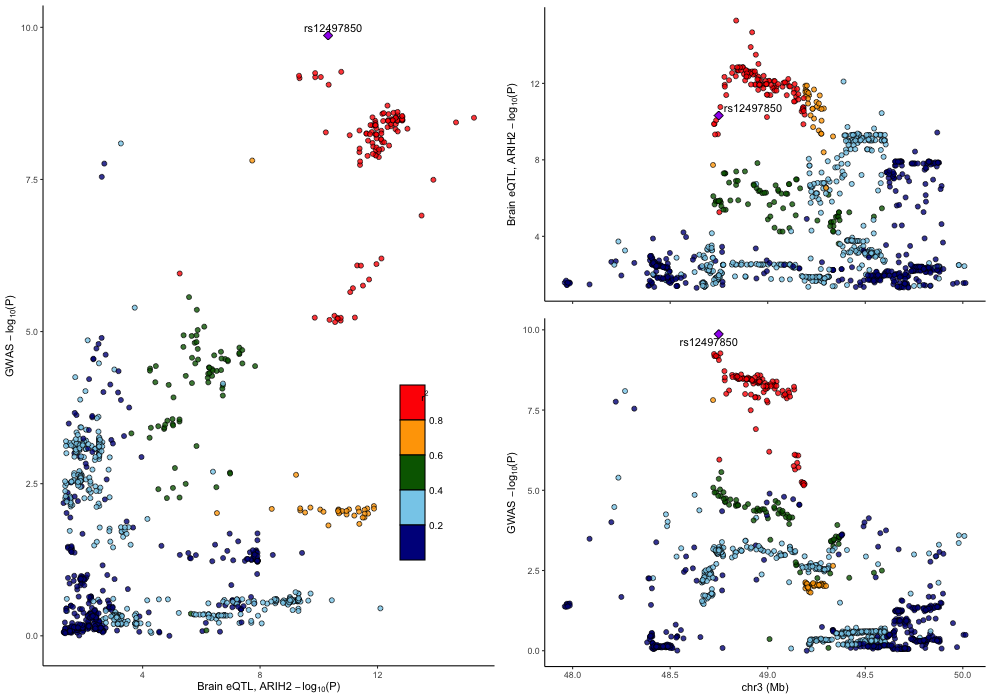 rs12497850
10.0
7.5
5.0
2.5
0.0
GWAS − log10(P)
4
8
12
Brain eQTL, ARIH2 − log10(P)
r2
0.8
0.6
0.4
0.2
12
8
4
Brain eQTL, ARIH2 − log10(P)
rs12497850
10.0
7.5
5.0
2.5
0.0
GWAS − log10(P)
rs12497850
48.0
48.5
49.0
49.5
50.0
chr3 (Mb)